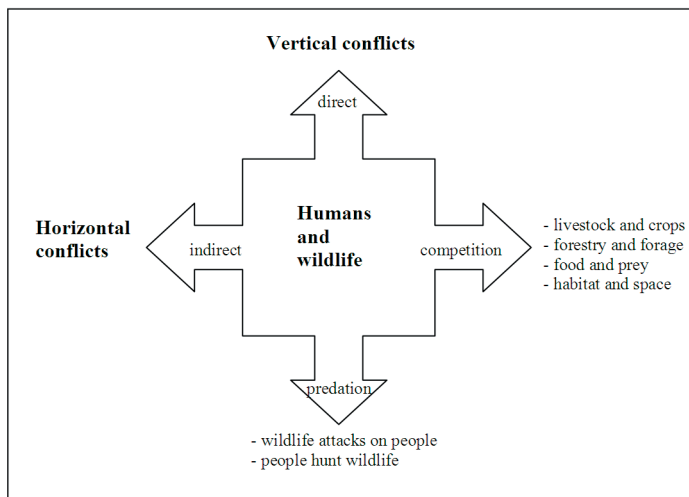 Vertical conflicts
direct
Horizontal
conflicts
indirect
Humans
and
wildlife
competition
- livestock and crops
- forestry and forage
- food and prey
- habitat and space
predation
- wildlife attacks on people
- people hunt wildlife